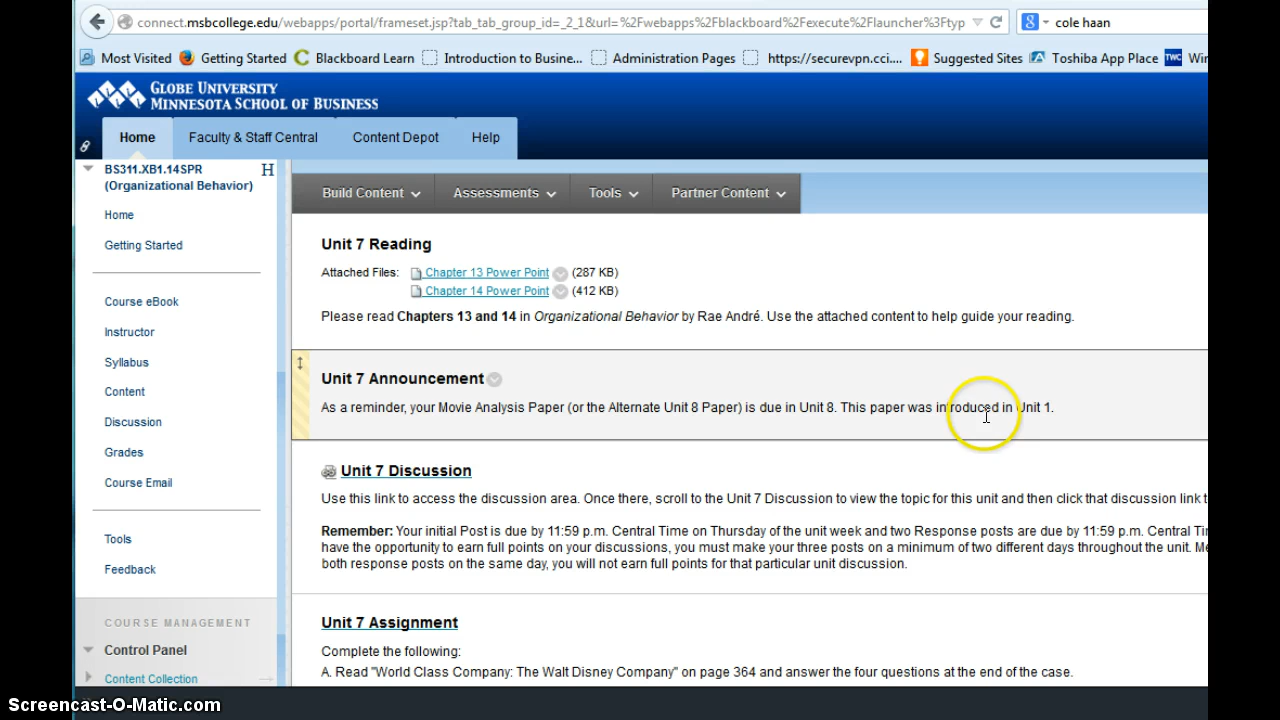 connect.msbcollege.edu/webapps/portal/frameset.jsp?tab_tab_group_id=_2_1&url=%2Fwebapps%2Fblackboard%2Fexecute%2Flauncher%3Ftyp
cole haan
Most Visited Getting Started Blackboard Learn Introduction to Busine... Administration Pages https://securevpn.cci.... Suggested Sites Toshiba App Place Wir
GLOBE UNIVERSITY
MINNESOTA SCHOOL OF BUSINESS
Home Faculty & Staff Central Content Depot Help
BS311.XB1.14SPR
(Organizational Behavior)
Home
Getting Started
Course eBook
Instructor
Syllabus
Content
Discussion
Grades
Course Email
Tools
Feedback
COURSE MANAGEMENT
Control Panel
Content Collection
Build Content Assessments Tools Partner Content
Unit 7 Reading
Attached Files: Chapter 13 Power Point (287 KB)
Chapter 14 Power Point (412 KB)
Please read Chapters 13 and 14 in Organizational Behavior by Rae André. Use the attached content to help guide your reading.
Unit 7 Announcement
As a reminder, your Movie Analysis Paper (or the Alternate Unit 8 Paper) is due in Unit 8. This paper was introduced in Unit 1.
Unit 7 Discussion
Use this link to access the discussion area. Once there, scroll to the Unit 7 Discussion to view the topic for this unit and then click that discussion link t
Remember: Your initial Post is due by 11:59 p.m. Central Time on Thursday of the unit week and two Response posts are due by 11:59 p.m. Central Ti
have the opportunity to earn full points on your discussions, you must make your three posts on a minimum of two different days throughout the unit. Me
both response posts on the same day, you will not earn full points for that particular unit discussion.
Unit 7 Assignment
Complete the following:
A. Read "World Class Company: The Walt Disney Company" on page 364 and answer the four questions at the end of the case.
Screencast-O-Matic.com